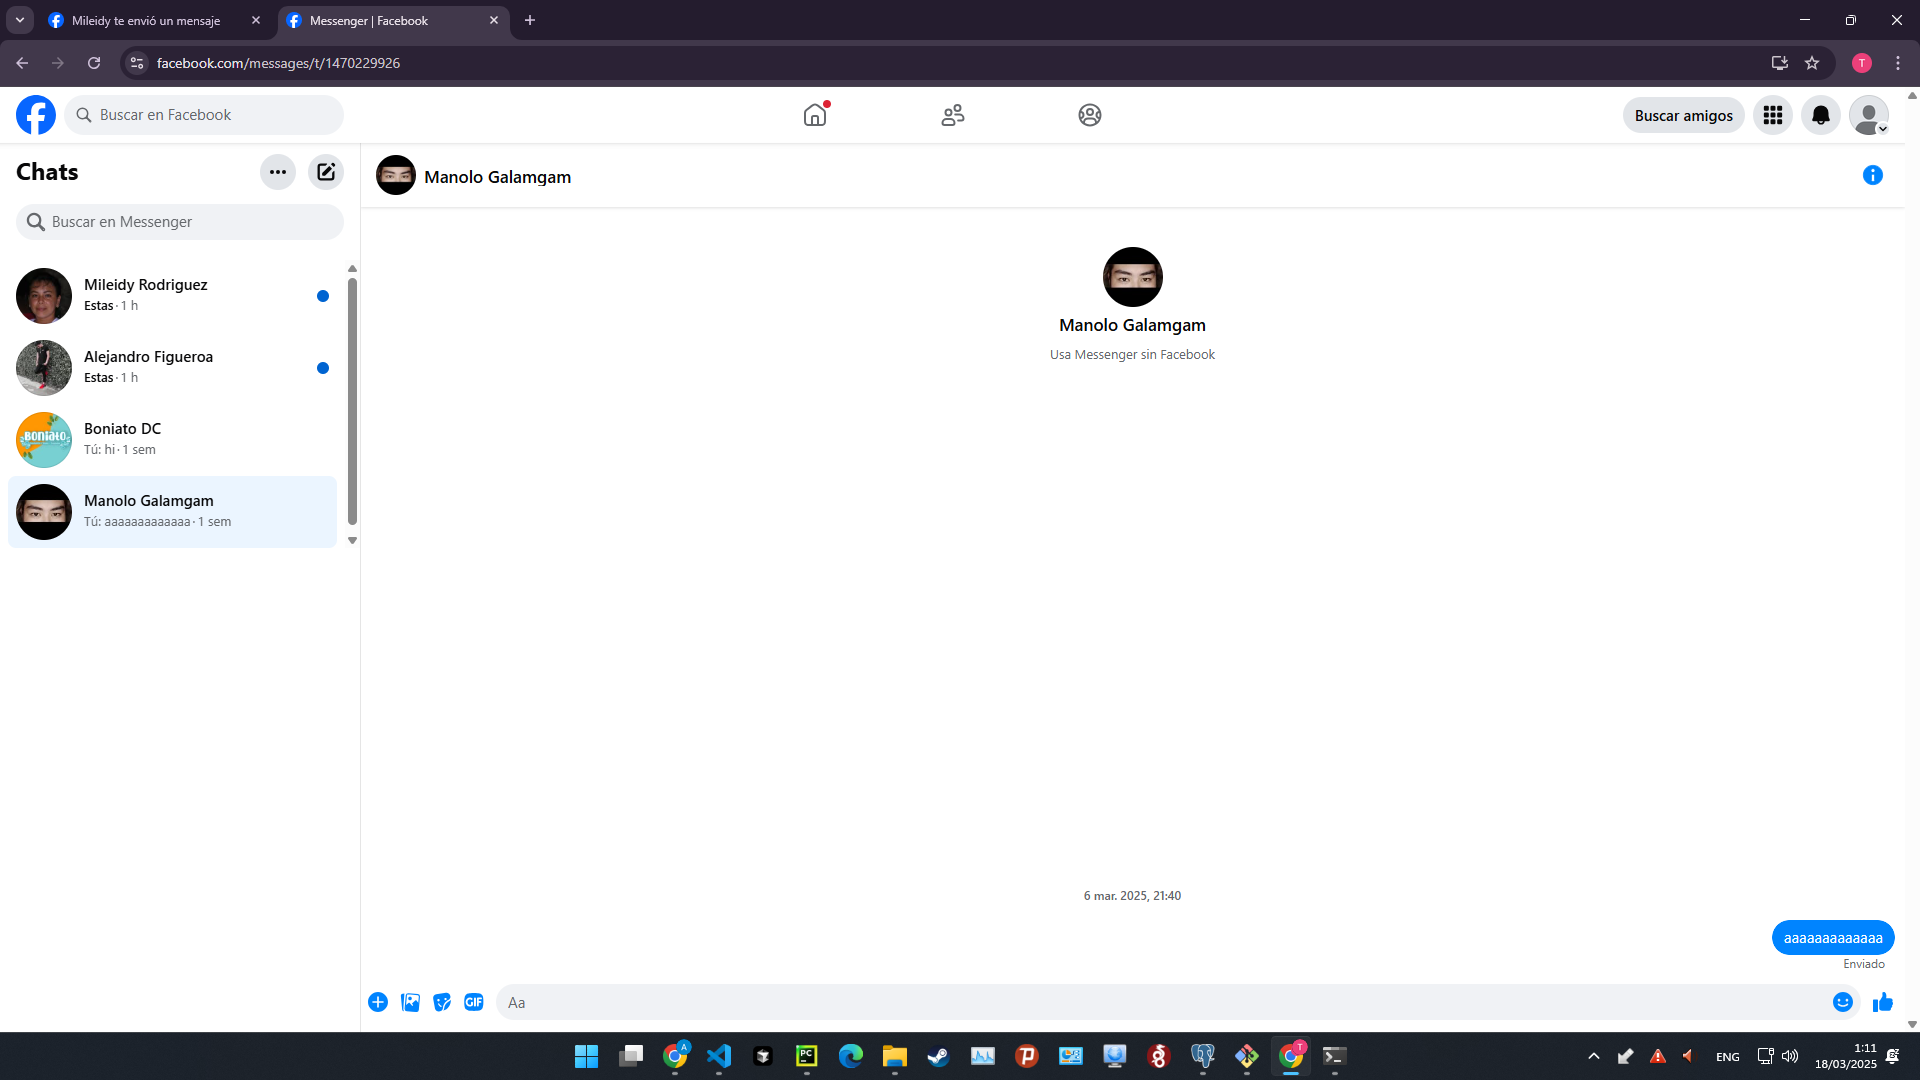 Mileidy te envió un mensaje
Messenger | Facebook
facebook.com/messages/t/1470229926
T
Buscar en Facebook
Buscar amigos
Chats
Buscar en Messenger
Mileidy Rodriguez
Estas · 1 h
Alejandro Figueroa
Estas · 1 h
BONIATO
Boniato DC
Tú: hi · 1 sem
Manolo Galamgam
Tú: aaaaaaaaaaaaa · 1 sem
Manolo Galamgam
Manolo Galamgam
Usa Messenger sin Facebook
6 mar. 2025, 21:40
aaaaaaaaaaaaa
Enviado
GIF
Aa
A
PC
T
ENG
1:11
18/03/2025